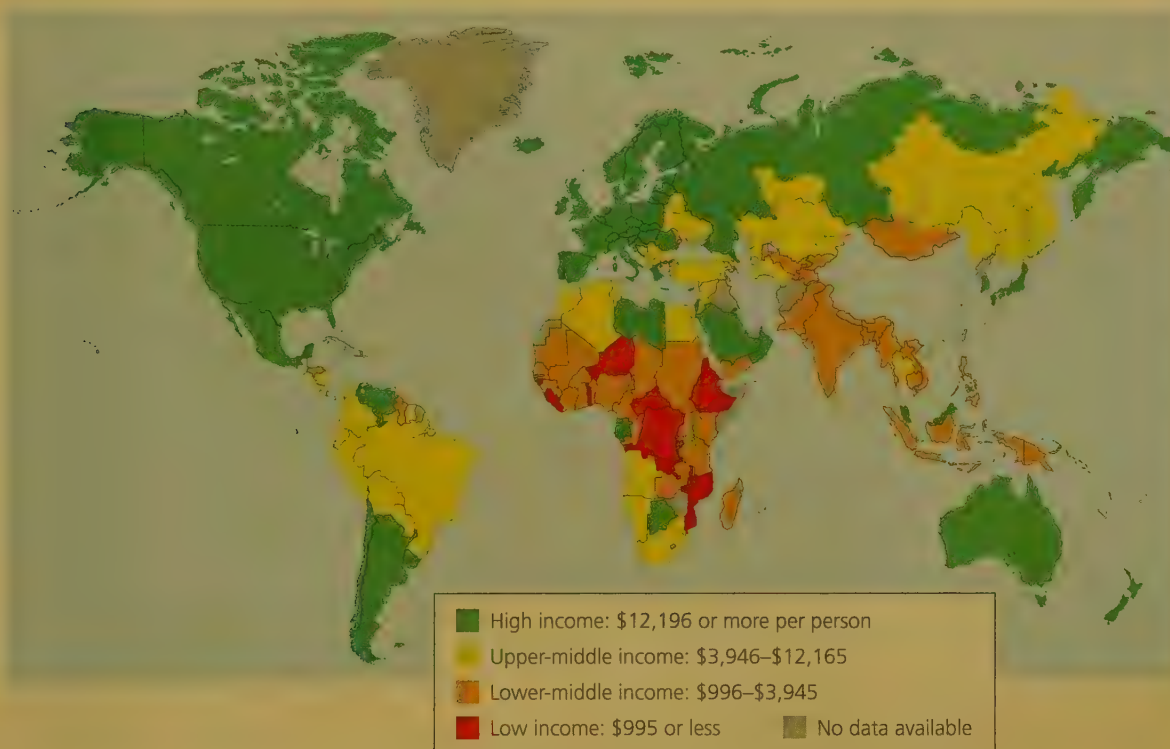 High income: $12,196 or more per person
Upper-middle income: $3,946–$12,165
Lower-middle income: $996–$3,945
Low income: $995 or less
No data available